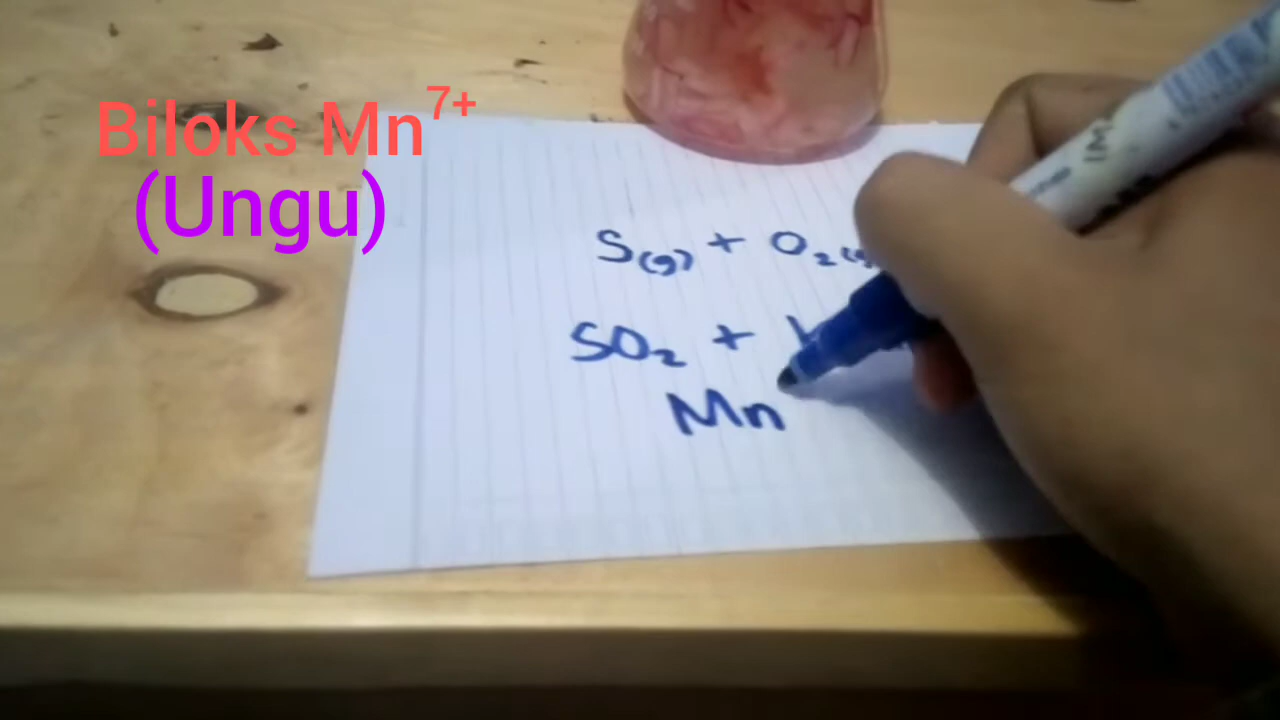 Biloks Mn⁷⁺
(Ungu)
S(g) + O₂
SO₂ +
Mn